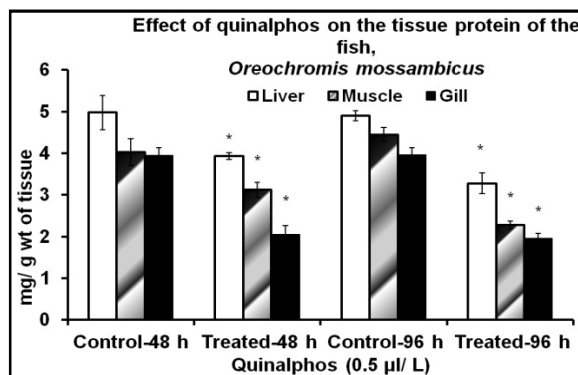 Effect of quinalphos on the tissue protein of the
fish,
Oreochromis mossambicus
Liver Muscle Gill
6
5
4
3
2
1
0
mg/ g wt of tissue
* * *
* * *
Control-48 h Treated-48 h Control-96 h Treated-96 h
Quinalphos (0.5 µl/ L)